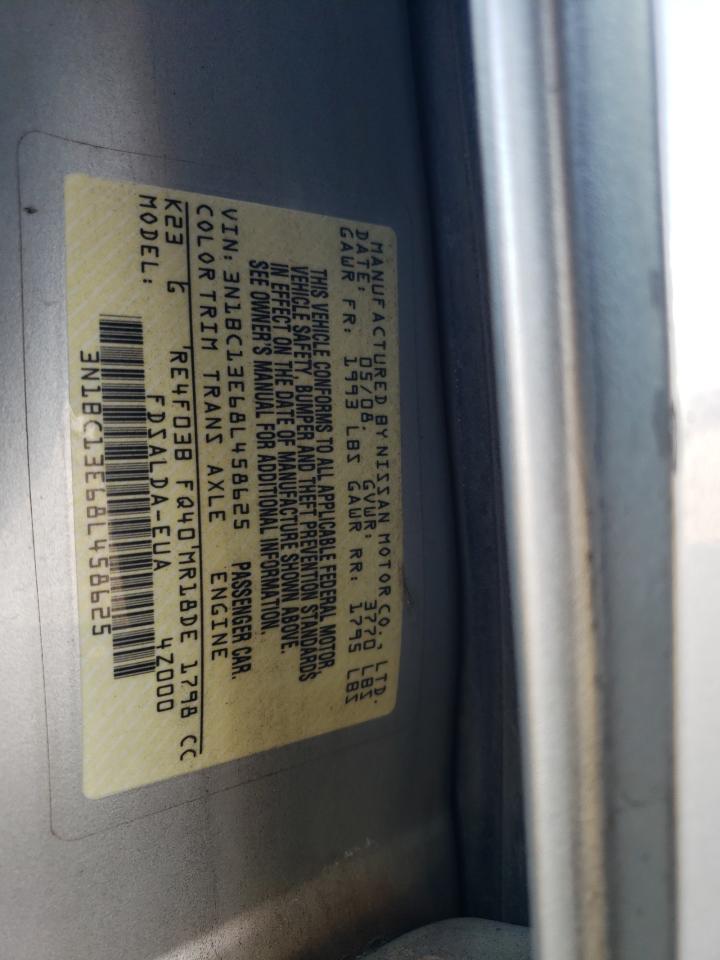 MANUFACTURED BY NISSAN MOTOR CO., LTD.
DATE: 05/08 GVWR: 3770 LBS
GAWR FR: 1993 LBS GAWR RR: 1795 LBS
THIS VEHICLE CONFORMS TO ALL APPLICABLE FEDERAL MOTOR
VEHICLE SAFETY, BUMPER AND THEFT PREVENTION STANDARDS
IN EFFECT ON THE DATE OF MANUFACTURE SHOWN ABOVE.
SEE OWNER'S MANUAL FOR ADDITIONAL INFORMATION.
VIN: 3N1BC13E68L458625 PASSENGER CAR.
COLOR TRIM TRANS AXLE ENGINE
K23 G RE4F03B FQ40 MR18DE 1798 CC
MODEL: FDSALDA-EUA 4Z000
3N1BC13E68L458625